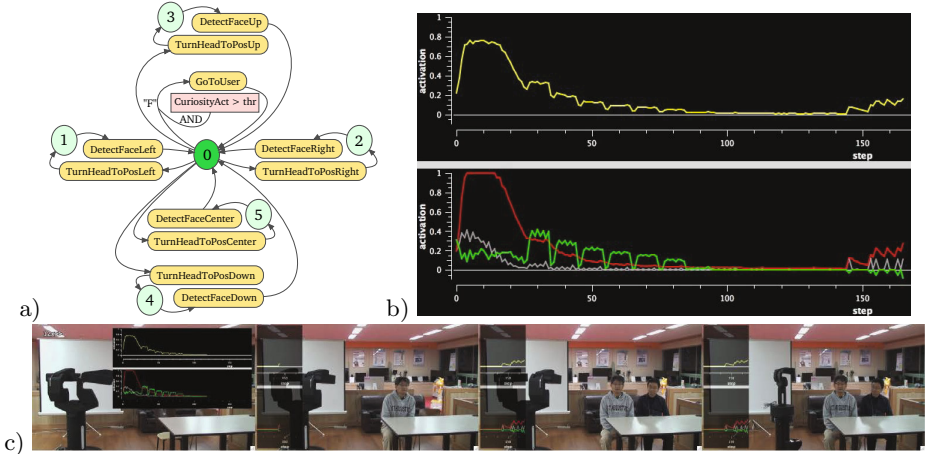 3
DetectFaceUp
TurnHeadToPosUp
GoToUser
"F"
CuriosityAct > thr
AND
1
DetectFaceLeft
TurnHeadToPosLeft
0
2
DetectFaceRight
TurnHeadToPosRight
DetectFaceCenter
5
TurnHeadToPosCenter
TurnHeadToPosDown
4
DetectFaceDown
a)
activation
1
0.8
0.6
0.4
0.2
0
0
50
100
150
step
activation
1
0.8
0.6
0.4
0.2
0
0
50
100
150
step
b)
c)